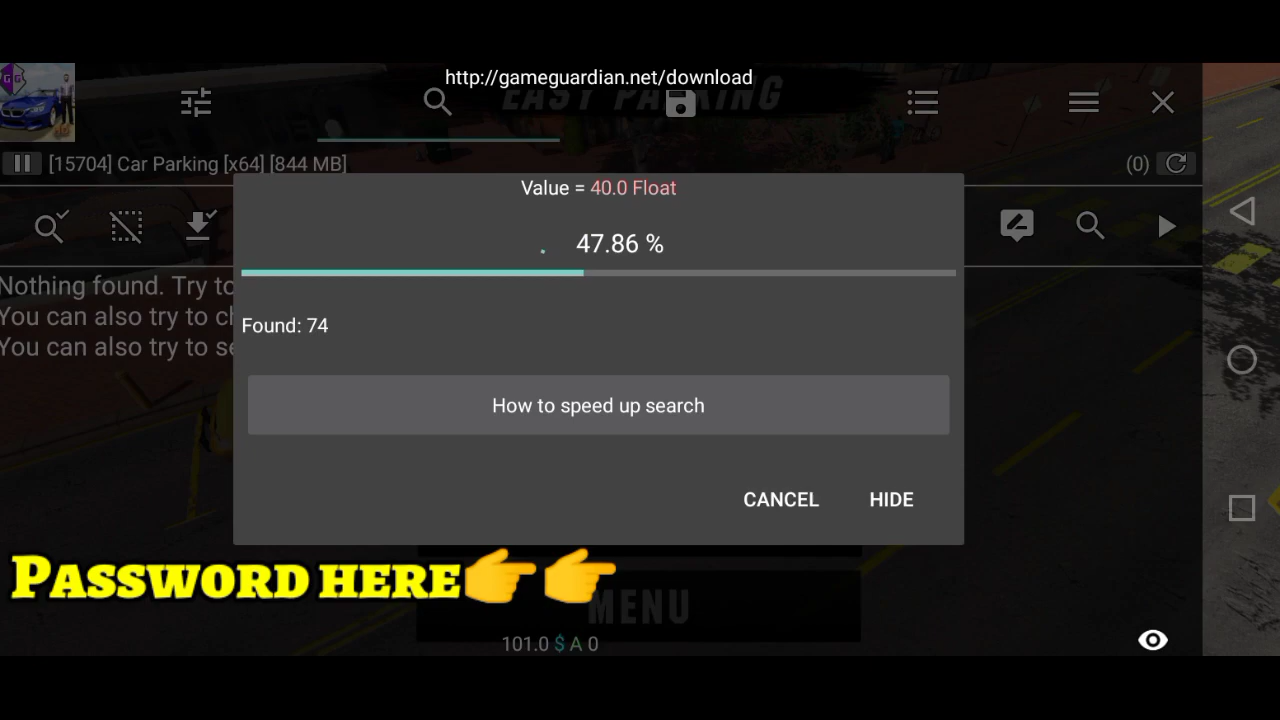 http://gameguardian.net/download
EASY PARKING
[15704] Car Parking [x64] [844 MB]
(0)
Value = 40.0 Float
47.86 %
Nothing found. Try to
You can also try to
You can also try to
Found: 74
How to speed up search
CANCEL HIDE
PASSWORD HERE👉👉
MENU
101.0 $ A 0